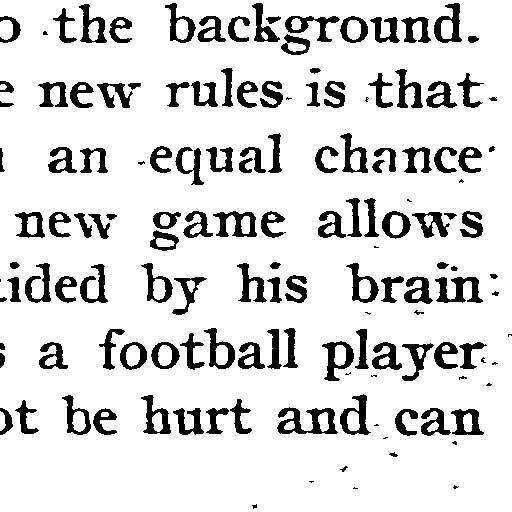 the background.
new rules is that
an equal chance
new game allows
by his brain
a football player
be hurt and can